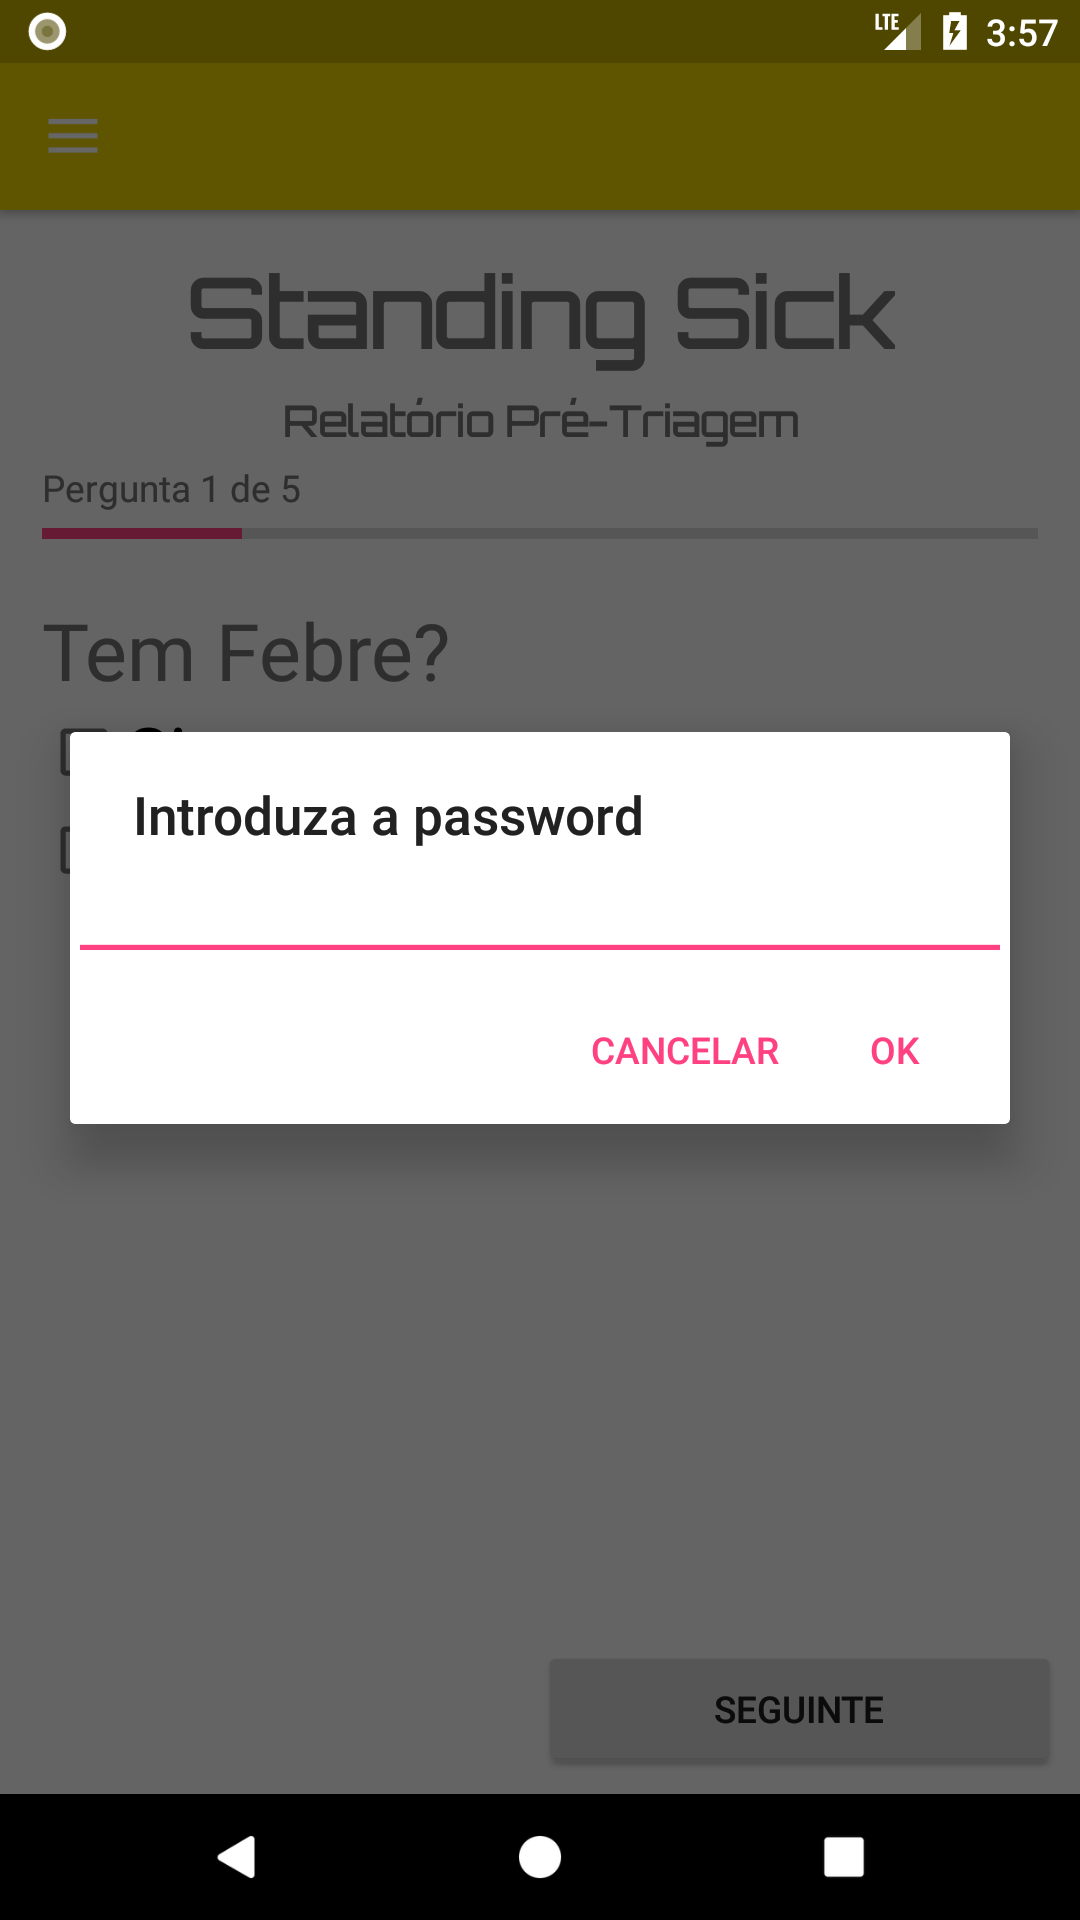 LTE 3:57
Standing Sick
Relatório Pré-Triagem
Pergunta 1 de 5
Tem Febre?
Introduza a password
CANCELAR OK
SEGUINTE